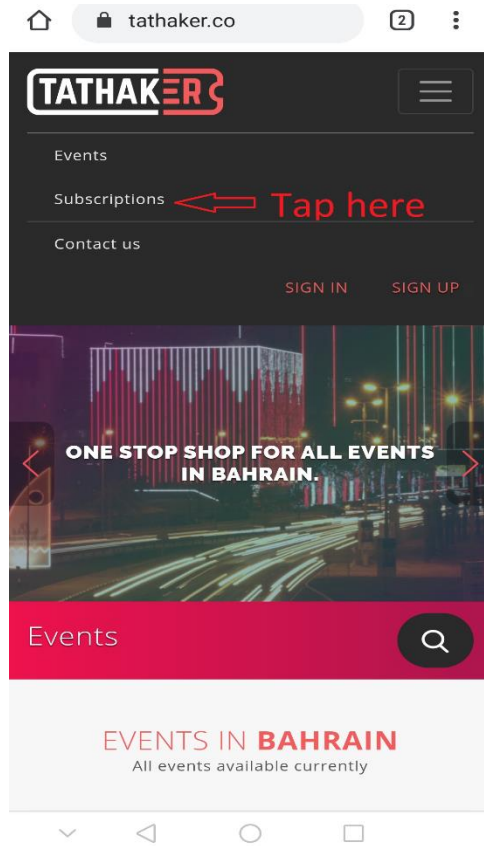 tathaker.co
2
TATHAKER
Events
Subscriptions
Tap here
Contact us
SIGN IN
SIGN UP
ONE STOP SHOP FOR ALL EVENTS
IN BAHRAIN.
Events
EVENTS IN BAHRAIN
All events available currently